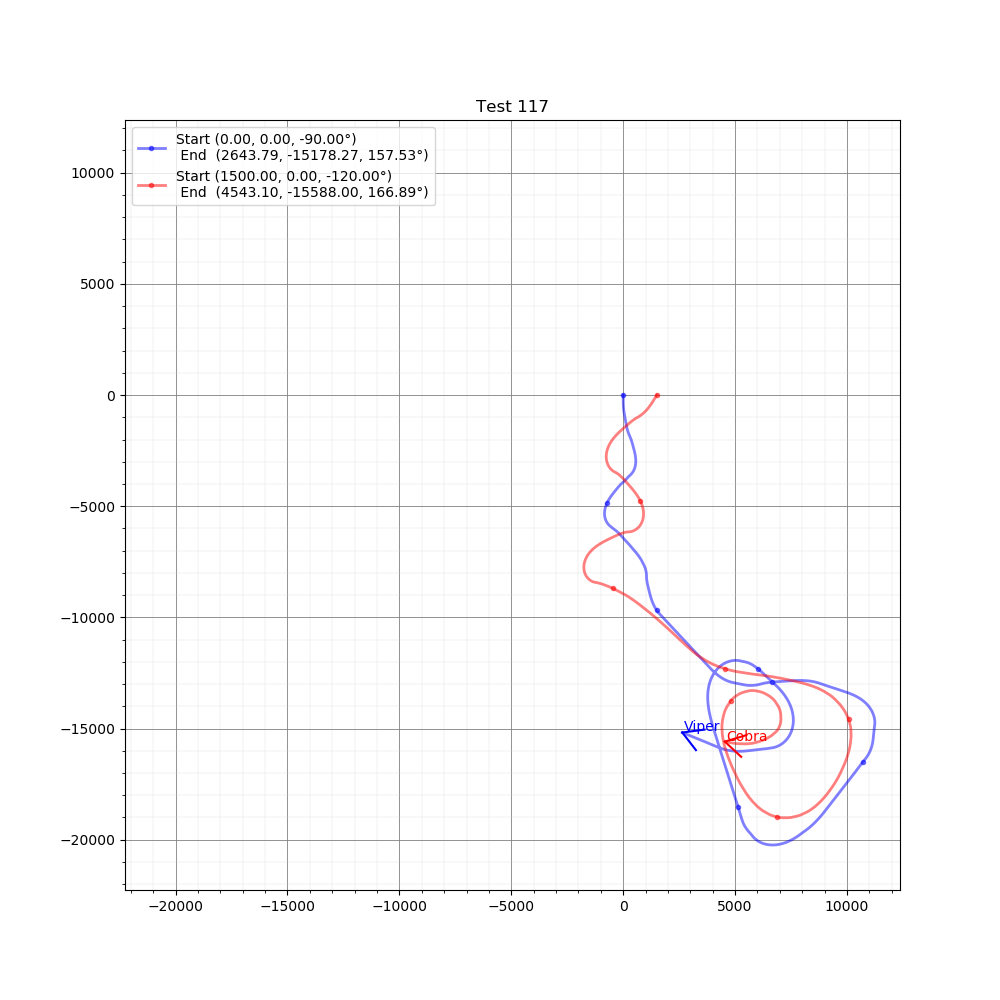 Test 117
Start (0.00, 0.00, -90.00°)
End (2643.79, -15178.27, 157.53°)
Start (1500.00, 0.00, -120.00°)
End (4543.10, -15588.00, 166.89°)
10000
5000
0
−5000
−10000
−15000
−20000
Viper
Cobra
−20000 −15000 −10000 −5000 0 5000 10000